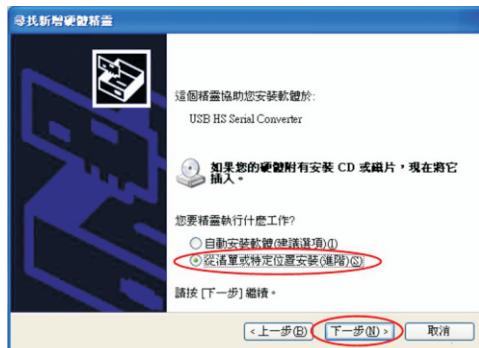 尋找新增硬體精靈
這個精靈協助您安裝軟體於:
USB HS Serial Converter
如果您的硬體附有安裝 CD 或磁片，現在將它
插入。
您要精靈執行什麼工作?
自動安裝軟體(建議選項)(I)
從清單或特定位置安裝(進階)(S)
請按 [下一步] 繼續。
<上一步(B)
下一步(N)>
取消